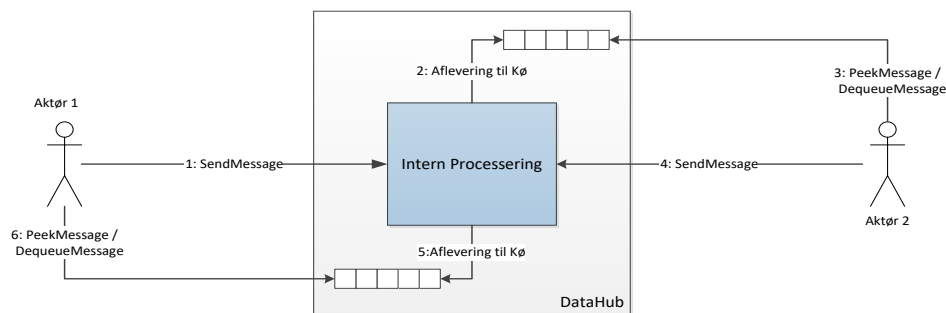 2: Aflevering til Kø
3: PeekMessage /
DequeueMessage
Aktør 1
1: SendMessage
Intern Processering
4: SendMessage
Aktør 2
6: PeekMessage /
DequeueMessage
5:Aflevering til Kø
DataHub